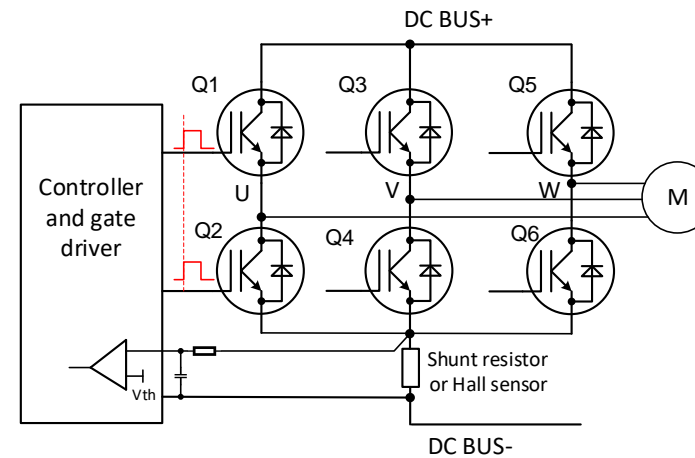 DC BUS+
Q1
Q3
Q5
Controller
and gate
driver
U
V
W
M
Q2
Q4
Q6
Shunt resistor
or Hall sensor
Vth
DC BUS-